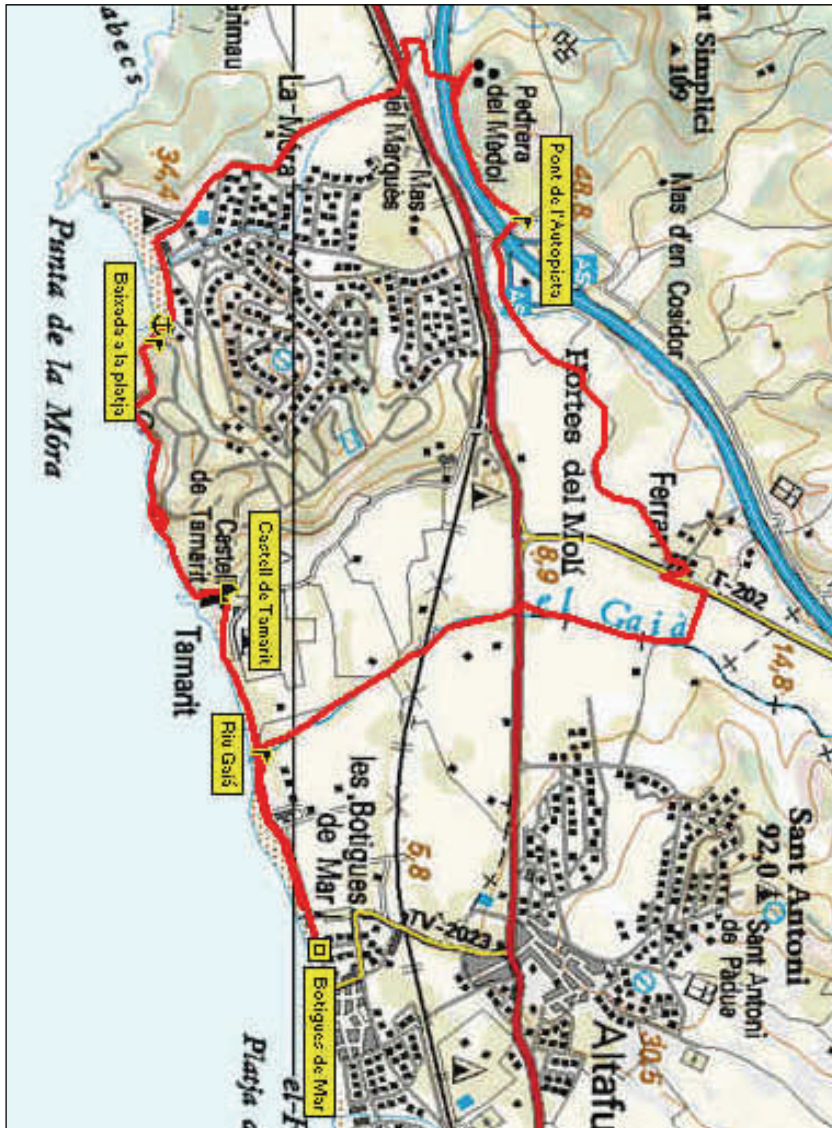 abecs
La Móra
Mas
del Marquès
Pedrera
del Mèdol
109
48,8
Mas d'en Cosidor
Pont de l'Autopista
34,4
Punta de la Móra
Baixada a la platja
Hortes del Molí
Ferran
8,9
T-202
el Gaià
14,8
Castell
de Tamarit
Castell de Tamarit
Tamarit
Riu Gaià
les Botigues
de Mar
5,8
TV-2023
Sant Antoni
92,0
Sant Antoni
de Pàdua
30,5
Altafu
Botigues de Mar
Platja d